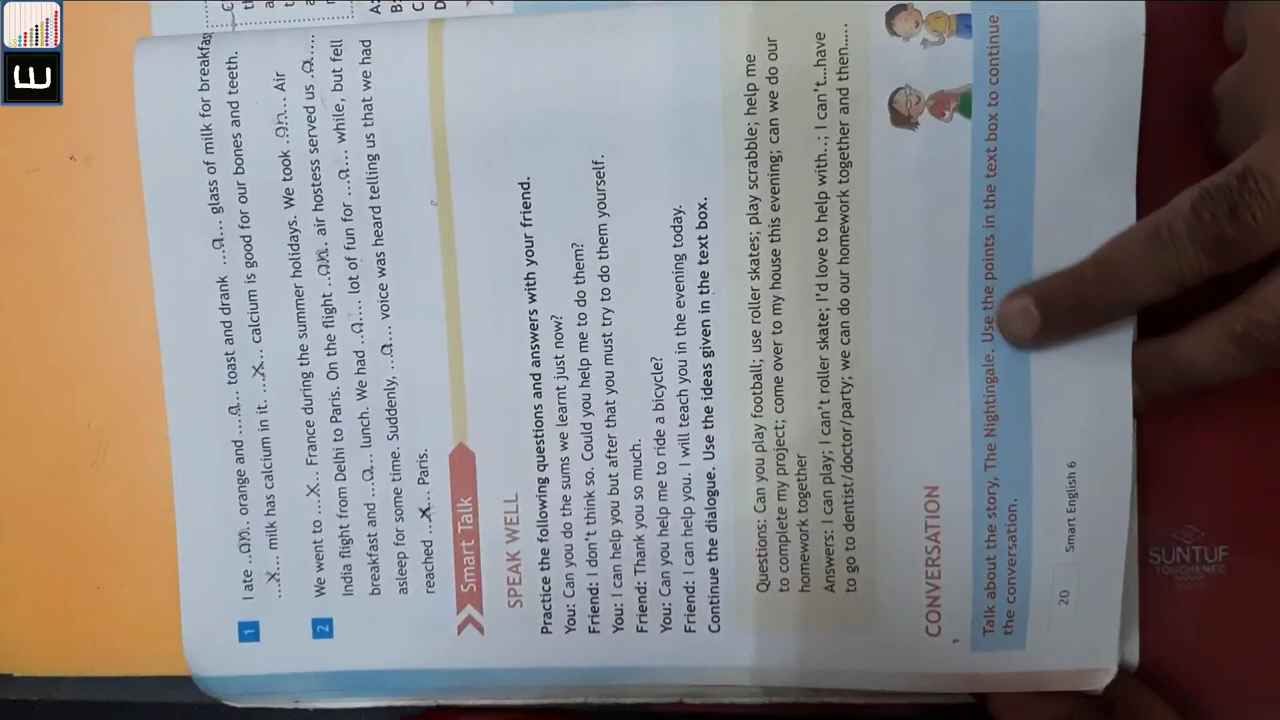 E
1 I ate ..an. orange and ....a... toast and drank ...a.... glass of milk for breakfas
...x.... milk has calcium in it. ...x... calcium is good for our bones and teeth.
2 We went to ...x... France during the summer holidays. We took .an... Air
India flight from Delhi to Paris. On the flight ..an.. air hostess served us .a....
breakfast and ...a... lunch. We had ..a.... lot of fun for ...a.... while, but fell
asleep for some time. Suddenly, ...a... voice was heard telling us that we had
reached ..x... Paris.
Smart Talk
SPEAK WELL
Practice the following questions and answers with your friend.
You: Can you do the sums we learnt just now?
Friend: I don't think so. Could you help me to do them?
You: I can help you but after that you must try to do them yourself.
Friend: Thank you so much.
You: Can you help me to ride a bicycle?
Friend: I can help you. I will teach you in the evening today.
Continue the dialogue. Use the ideas given in the text box.
Questions: Can you play football; use roller skates; play scrabble; help me
to complete my project; come over to my house this evening; can we do our
homework together
Answers: I can play; I can't roller skate; I'd love to help with..; I can't...have
to go to dentist/doctor/party; we can do our homework together and then.....
CONVERSATION
Talk about the story, The Nightingale. Use the points in the text box to continue
the conversation.
20 Smart English 6
SUNTUF
TOUGHENED
A:
B:
C
D